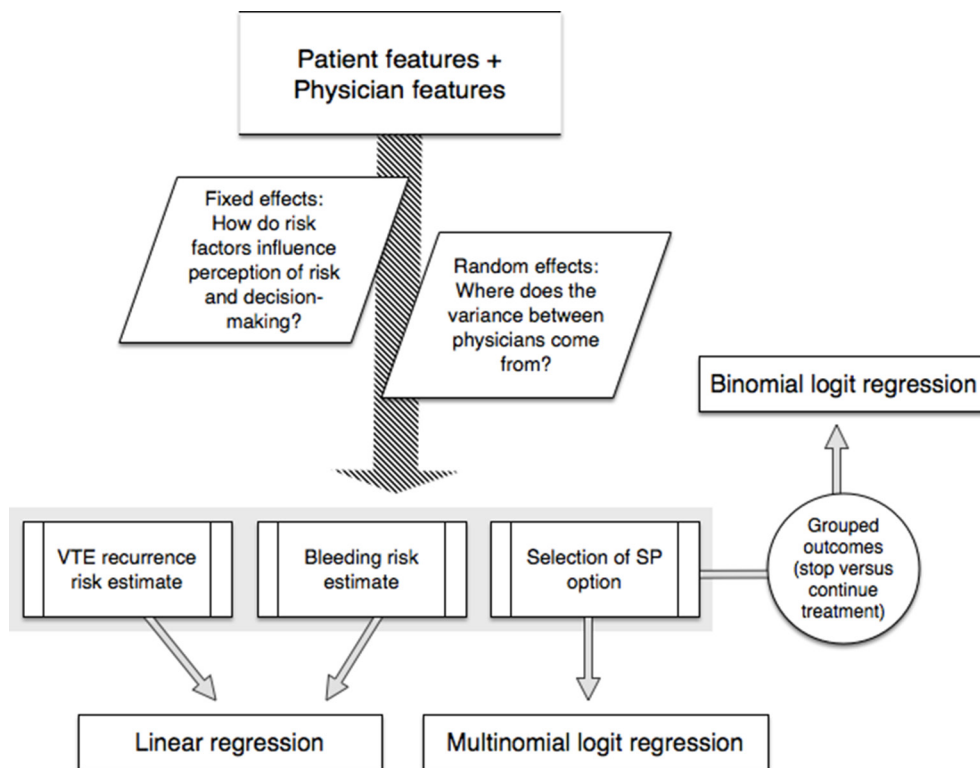 Patient features +
Physician features
Fixed effects:
How do risk
factors influence
perception of risk
and decision-
making?
Random effects:
Where does the
variance between
physicians come
from?
Binomial logit regression
VTE recurrence
risk estimate
Bleeding risk
estimate
Selection of SP
option
Grouped
outcomes
(stop versus
continue
treatment)
Linear regression
Multinomial logit regression